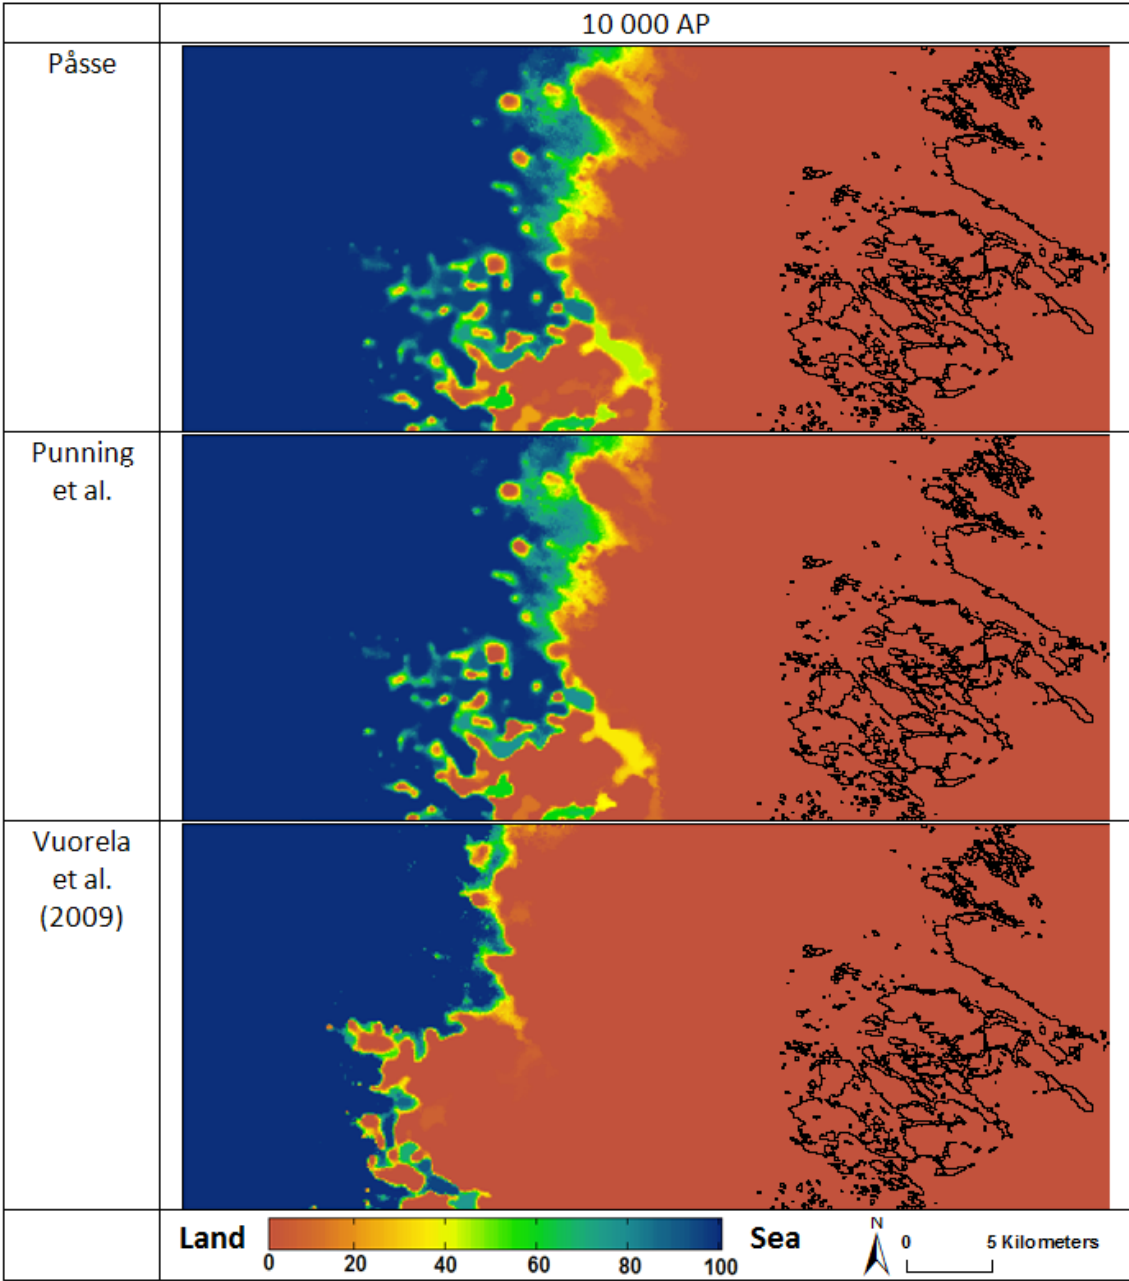 10 000 AP
Påsse
Punning
et al.
Vuorela
et al.
(2009)
Land
0 20 40 60 80 100
Sea
N
0 5 Kilometers